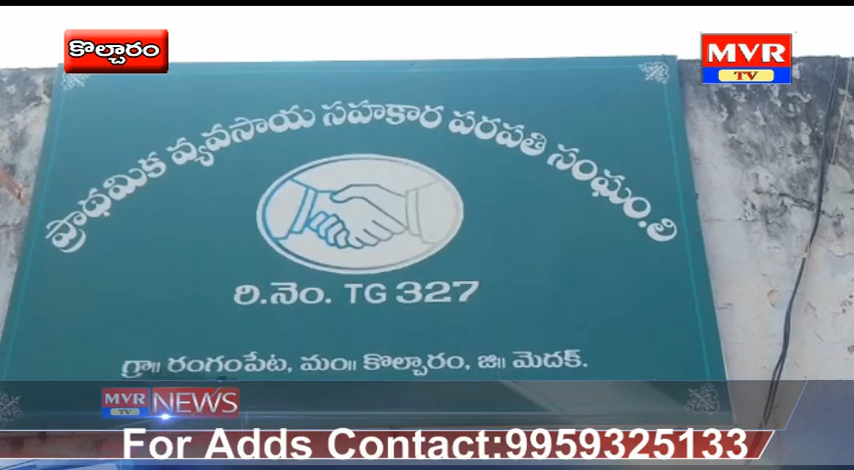 కొల్చారం
MVR
TV
ప్రాథమిక వ్యవసాయ సహకార పరపతి సంఘం.లి
రి.నెం. TG 327
గ్రా॥ రంగంపేట, మం॥ కొల్చారం, జి॥ మెదక్.
MVR
TV
NEWS
For Adds Contact:9959325133